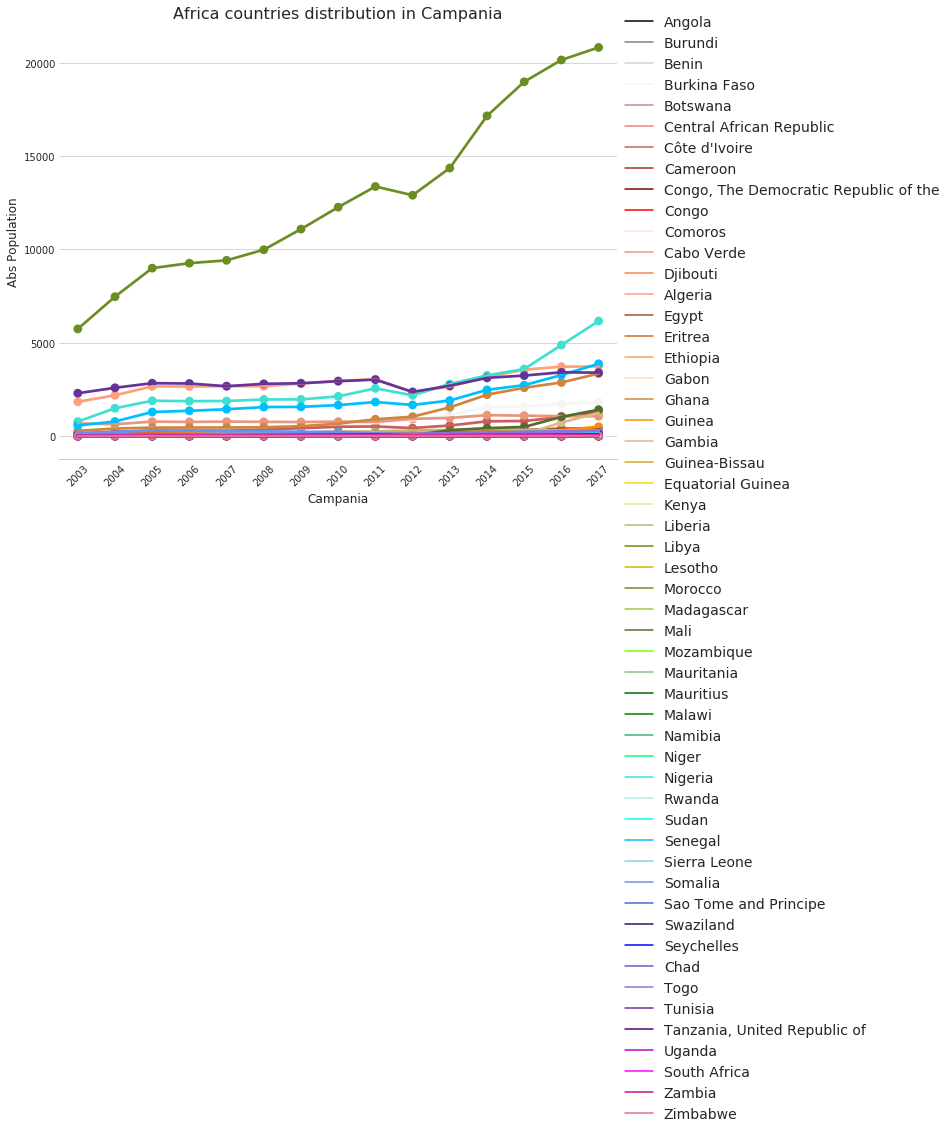 Africa countries distribution in Campania
Abs Population
20000
15000
10000
5000
0
2003
2004
2005
2006
2007
2008
2009
2010
2011
2012
2013
2014
2015
2016
2017
Campania
Angola
Burundi
Benin
Burkina Faso
Botswana
Central African Republic
Côte d'Ivoire
Cameroon
Congo, The Democratic Republic of the
Congo
Comoros
Cabo Verde
Djibouti
Algeria
Egypt
Eritrea
Ethiopia
Gabon
Ghana
Guinea
Gambia
Guinea-Bissau
Equatorial Guinea
Kenya
Liberia
Libya
Lesotho
Morocco
Madagascar
Mali
Mozambique
Mauritania
Mauritius
Malawi
Namibia
Niger
Nigeria
Rwanda
Sudan
Senegal
Sierra Leone
Somalia
Sao Tome and Principe
Swaziland
Seychelles
Chad
Togo
Tunisia
Tanzania, United Republic of
Uganda
South Africa
Zambia
Zimbabwe